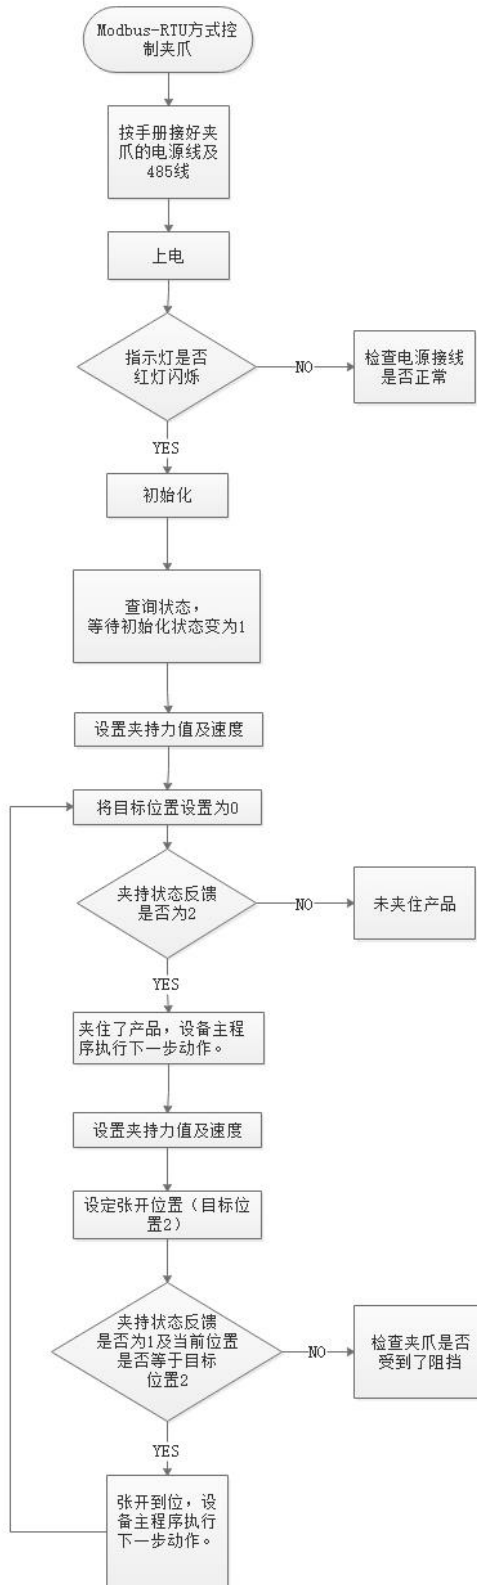 Modbus-RTU方式控
制夹爪
按手册接好夹
爪的电源线及
485线
上电
指示灯是否
红灯闪烁
NO
检查电源接线
是否正常
YES
初始化
查询状态，
等待初始化状态变为1
设置夹持力值及速度
将目标位置设置为0
夹持状态反馈
是否为2
NO
未夹住产品
YES
夹住了产品，设备主程
序执行下一步动作。
设置夹持力值及速度
设定张开位置（目标位
置2）
夹持状态反馈
是否为1及当前位置
是否等于目标
位置2
NO
检查夹爪是否
受到了阻挡
YES
张开到位，设
备主程序执行
下一步动作。